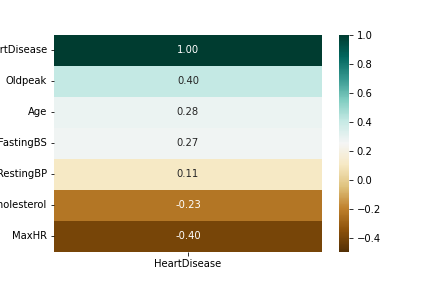 rtDisease 1.00
Oldpeak 0.40
Age 0.28
FastingBS 0.27
RestingBP 0.11
holesterol -0.23
MaxHR -0.40
HeartDisease
1.0
0.8
0.6
0.4
0.2
0.0
−0.2
−0.4